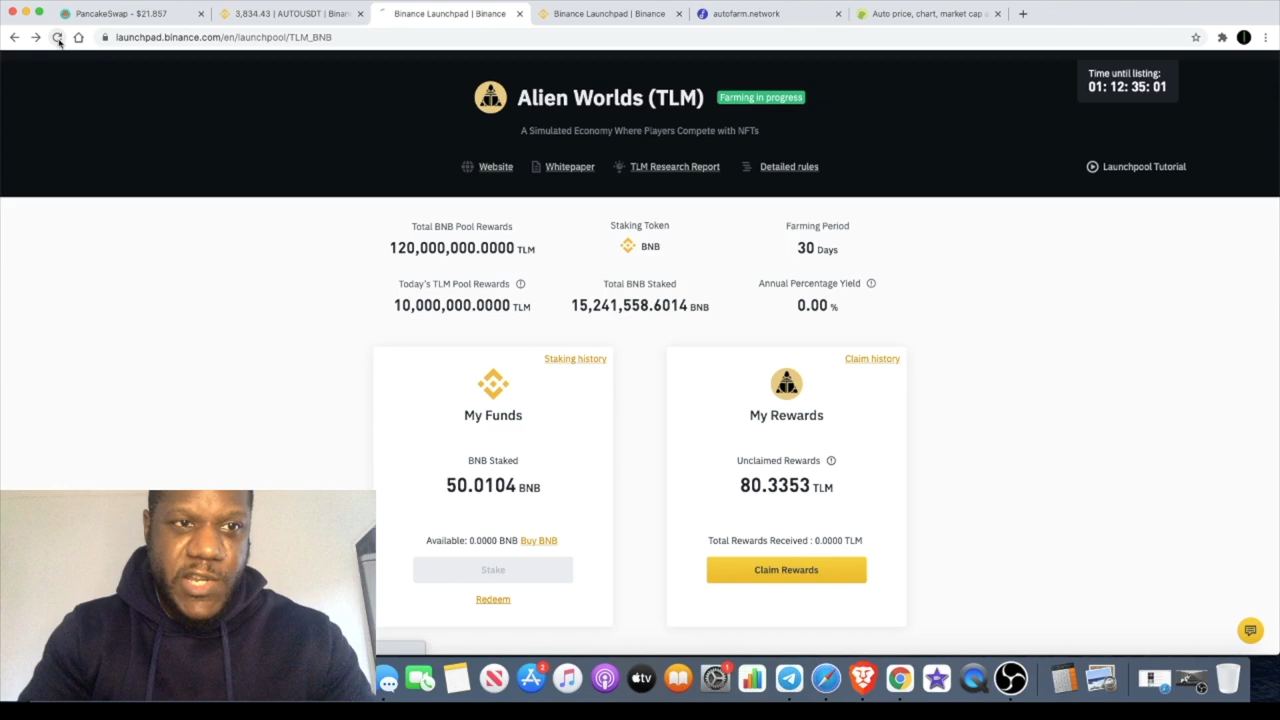 PancakeSwap - $21.857
3,834.43 | AUTOUSDT | Binan
Binance Launchpad | Binance
Binance Launchpad | Binance
autofarm.network
Auto price, chart, market cap
launchpad.binance.com/en/launchpool/TLM_BNB
Time until listing:
01: 12: 35: 01
Alien Worlds (TLM)
Farming in progress
A Simulated Economy Where Players Compete with NFTs
Website
Whitepaper
TLM Research Report
Detailed rules
Launchpool Tutorial
Total BNB Pool Rewards
120,000,000.0000 TLM
Staking Token
BNB
Farming Period
30 Days
Today's TLM Pool Rewards
10,000,000.0000 TLM
Total BNB Staked
15,241,558.6014 BNB
Annual Percentage Yield
0.00 %
Staking history
My Funds
BNB Staked
50.0104 BNB
Available: 0.0000 BNB Buy BNB
Stake
Redeem
Claim history
My Rewards
Unclaimed Rewards
80.3353 TLM
Total Rewards Received : 0.0000 TLM
Claim Rewards
2
tv
1